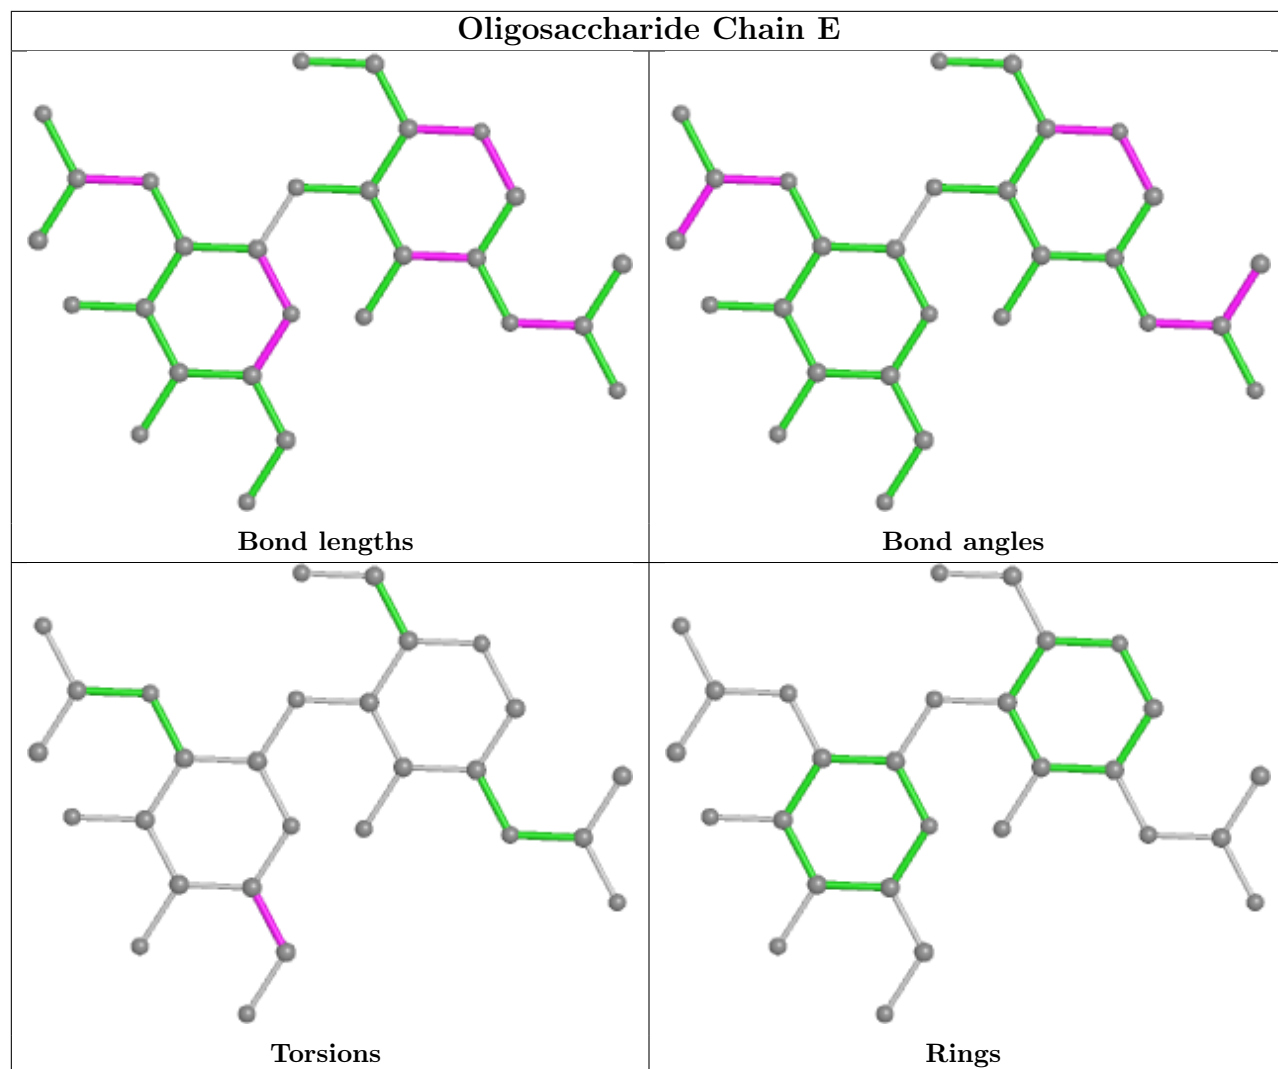 Oligosaccharide Chain E
Bond lengths
Bond angles
Torsions
Rings